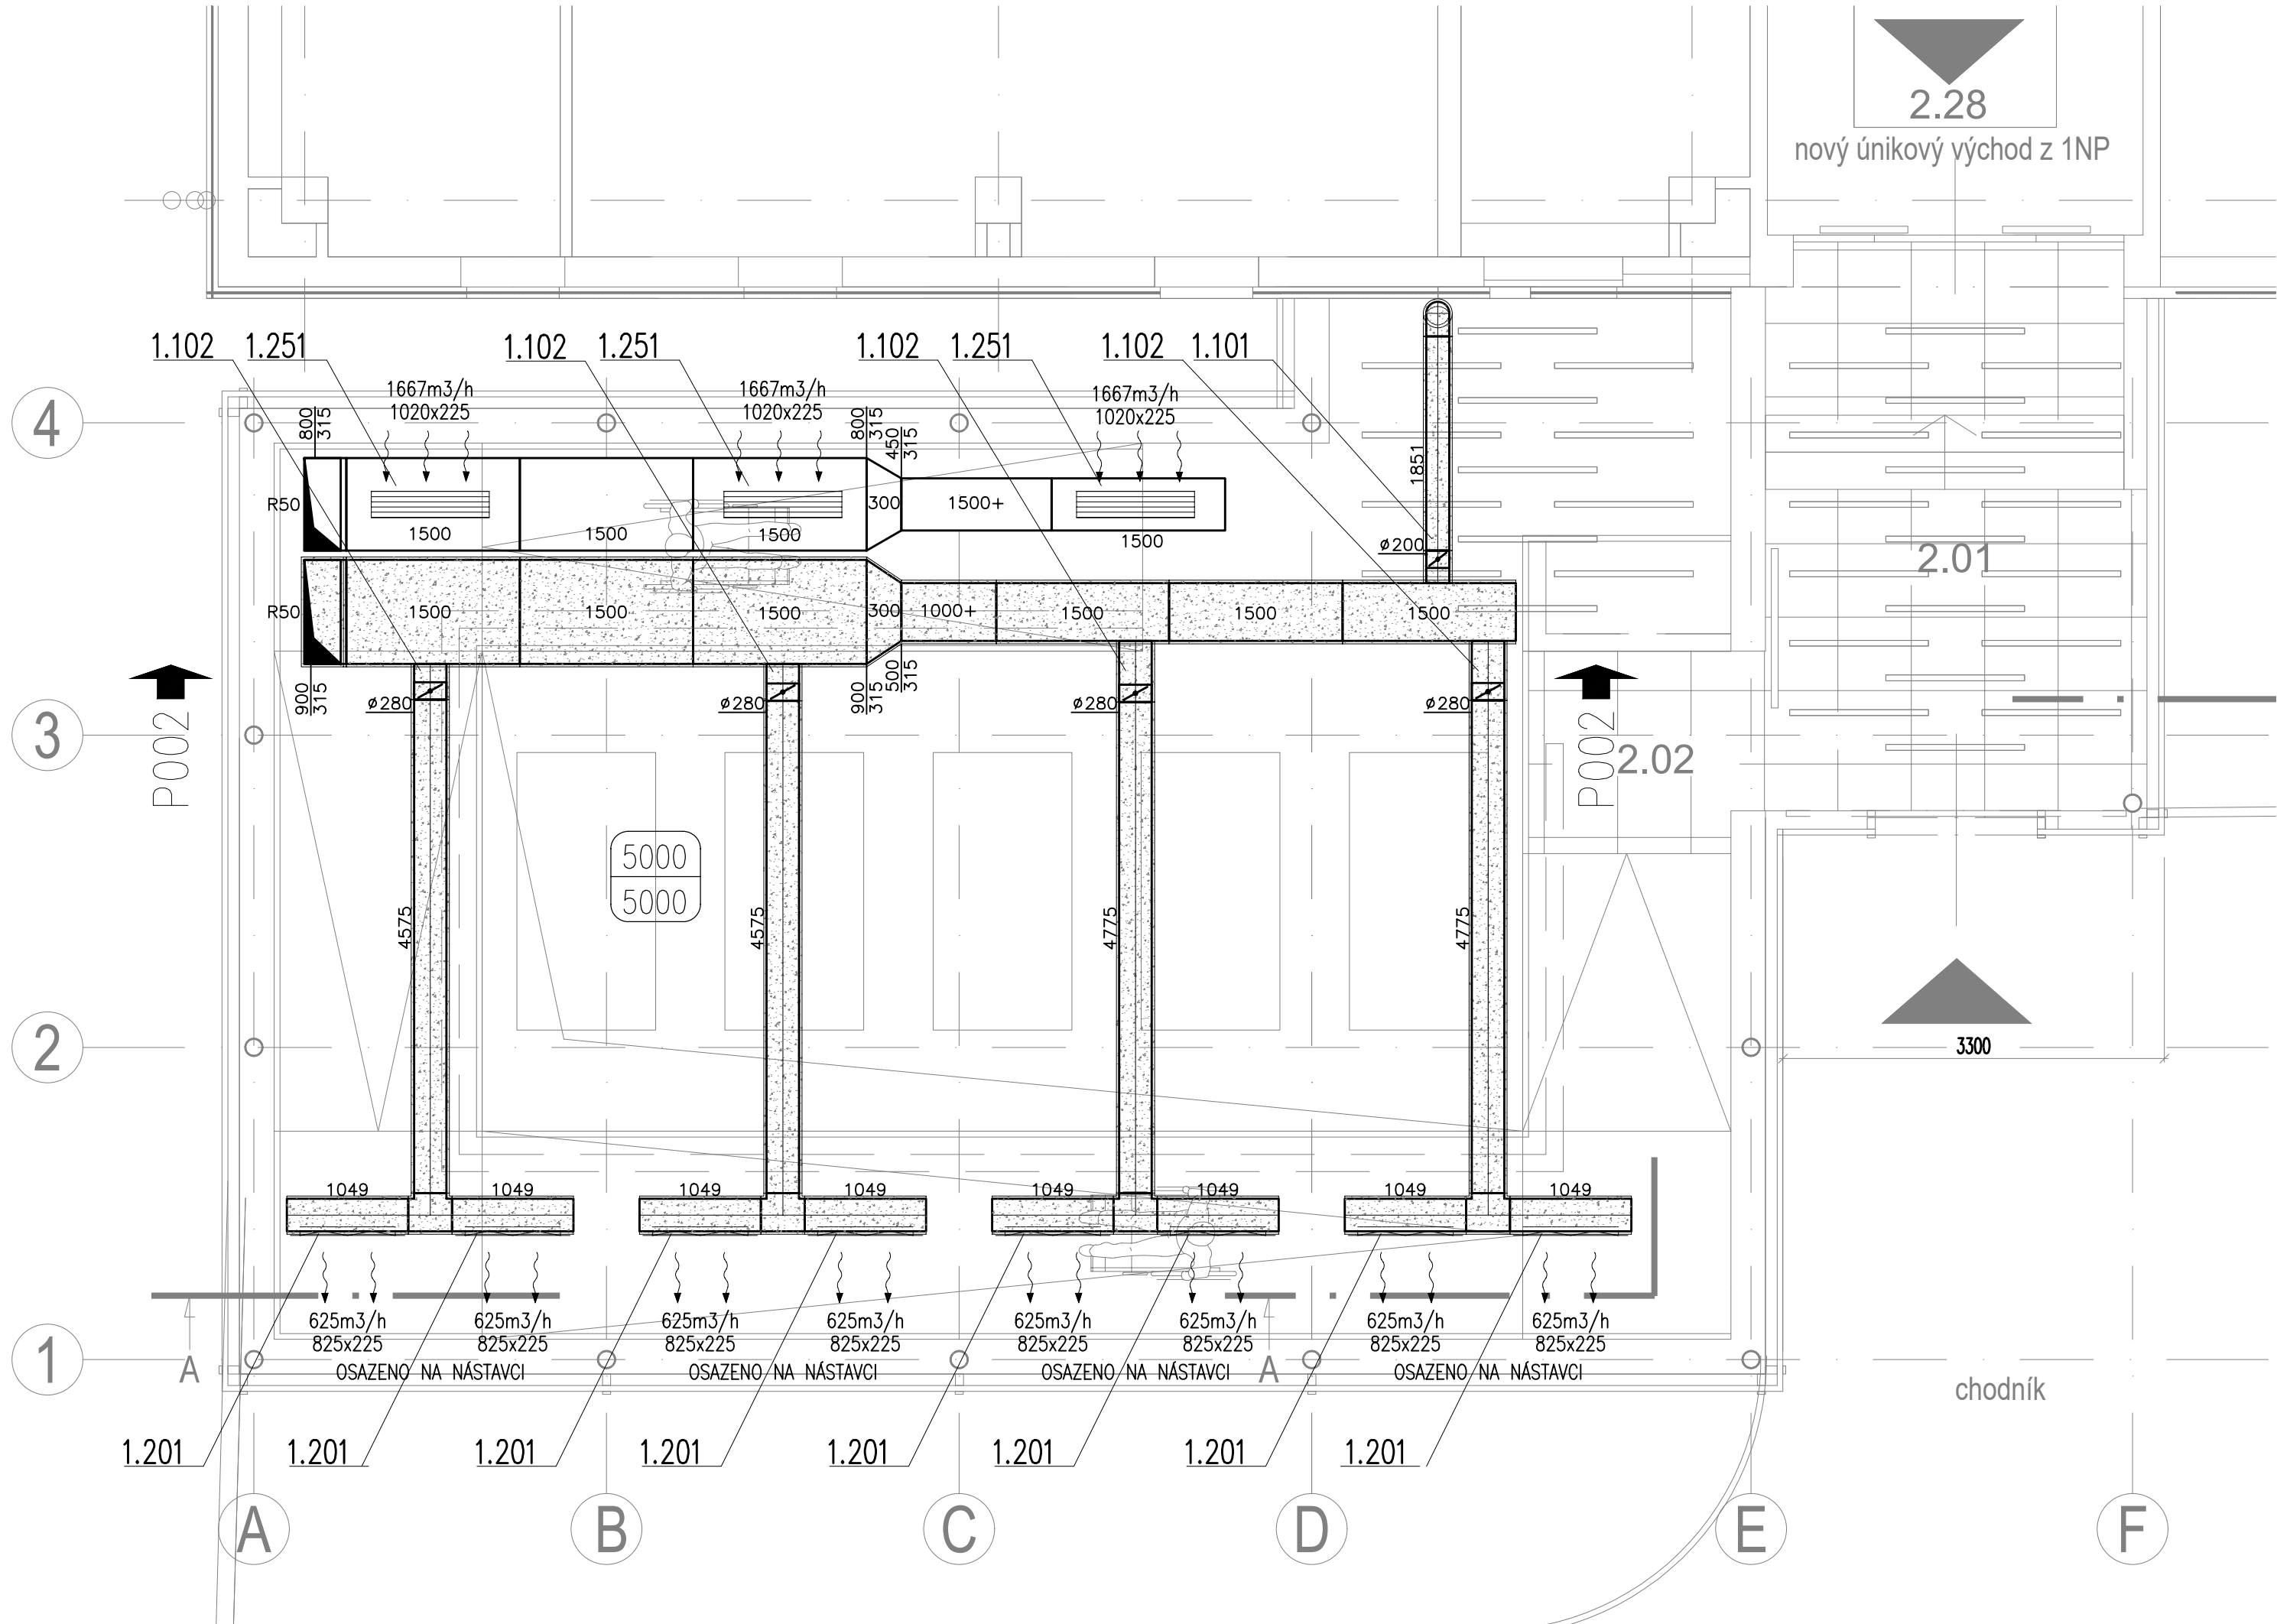 2.28
nový únikový východ z 1NP
1.102
1.251
1.102
1.251
1.102
1.251
1.102
1.101
1667m3/h
1020x225
1667m3/h
1020x225
1667m3/h
1020x225
4
800
315
800
315
450
315
1851
R50
1500
1500
1500
300
1500+
1500
ø200
2.01
R50
1500
1500
1500
300
1000+
1500
1500
1500
900
315
ø280
ø280
900
315
500
315
ø280
ø280
3
P002
P002
2.02
5000
5000
4575
4575
4775
4775
2
3300
1049
1049
1049
1049
1049
1049
1049
1049
625m3/h
825x225
625m3/h
825x225
625m3/h
825x225
625m3/h
825x225
625m3/h
825x225
625m3/h
825x225
625m3/h
825x225
625m3/h
825x225
1
A
OSAZENO NA NÁSTAVCI
OSAZENO NA NÁSTAVCI
OSAZENO NA NÁSTAVCI
A
OSAZENO NA NÁSTAVCI
chodník
1.201
1.201
1.201
1.201
1.201
1.201
1.201
1.201
A
B
C
D
E
F